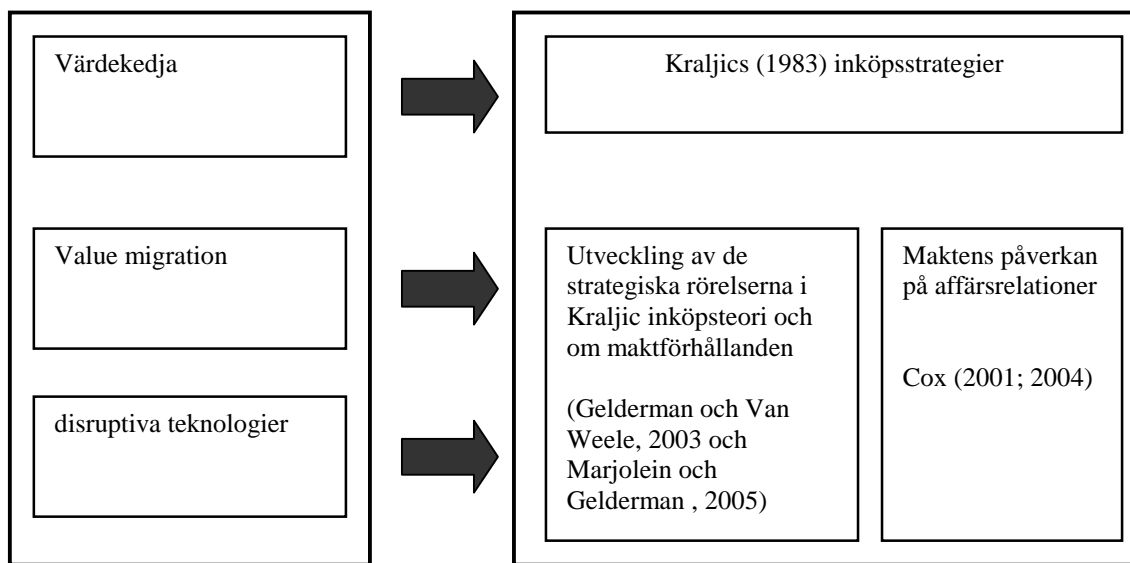 Värdekedja
Kraljics (1983) inköpsstrategier
Value migration
Utveckling av de
strategiska rörelserna i
Kraljic inköpsteori och
om maktförhållanden
(Gelderman och Van
Weele, 2003 och
Marjolein och
Gelderman , 2005)
Maktens påverkan
på affärsrelationer
Cox (2001; 2004)
disruptiva teknologier